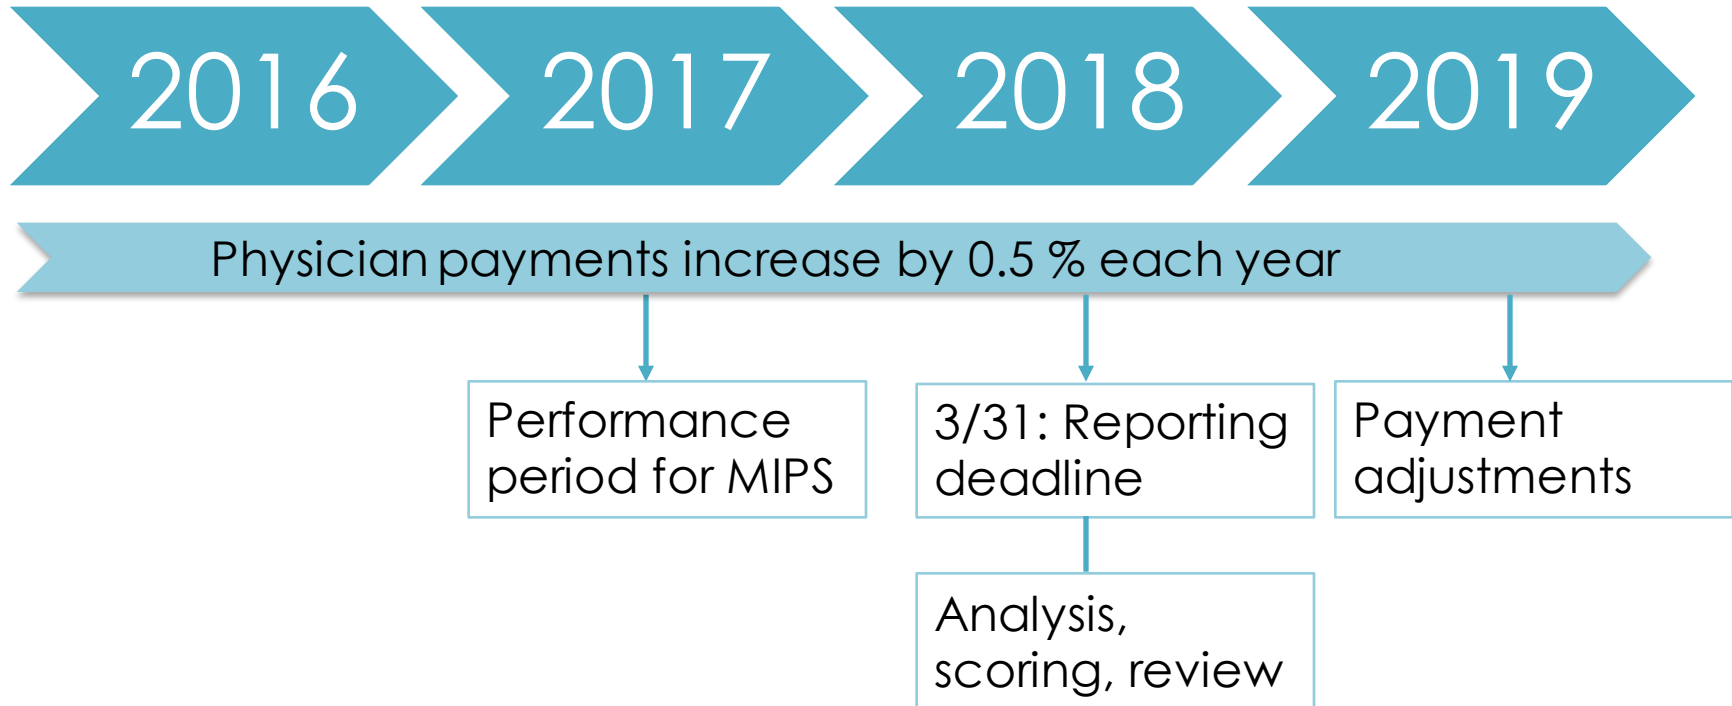 2016
2017
2018
2019
Physician payments increase by 0.5 % each year
Performance
period for MIPS
3/31: Reporting
deadline
Payment
adjustments
Analysis,
scoring, review